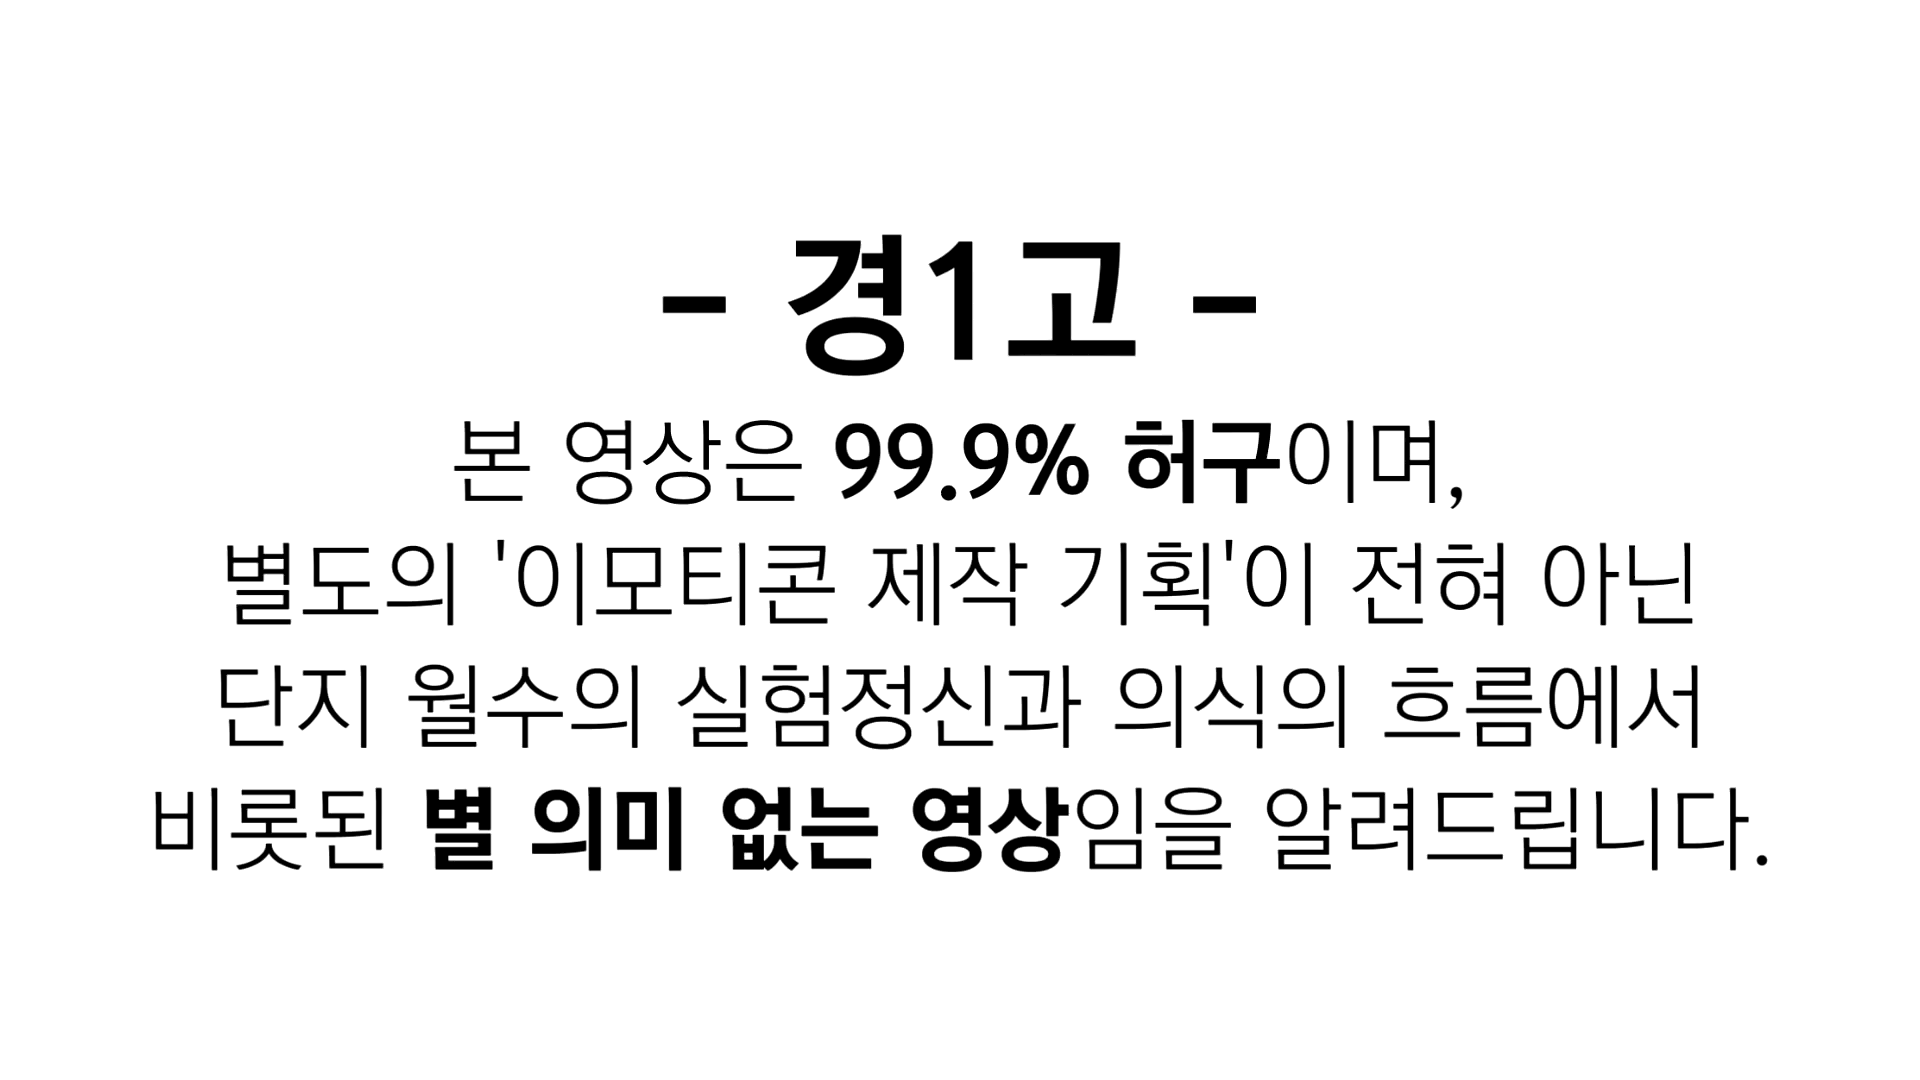 - 경1고 -
본 영상은 99.9% 허구이며,
별도의 '이모티콘 제작 기획'이 전혀 아닌
단지 월수의 실험정신과 의식의 흐름에서
비롯된 별 의미 없는 영상임을 알려드립니다.